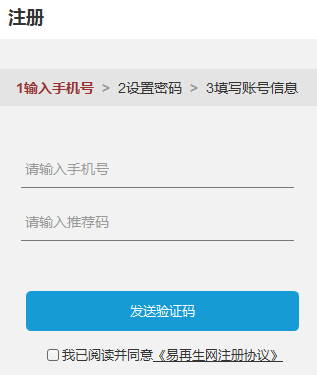 注册
1输入手机号 > 2设置密码 > 3填写账号信息
请输入手机号
请输入推荐码
发送验证码
我已阅读并同意《易再生网注册协议》